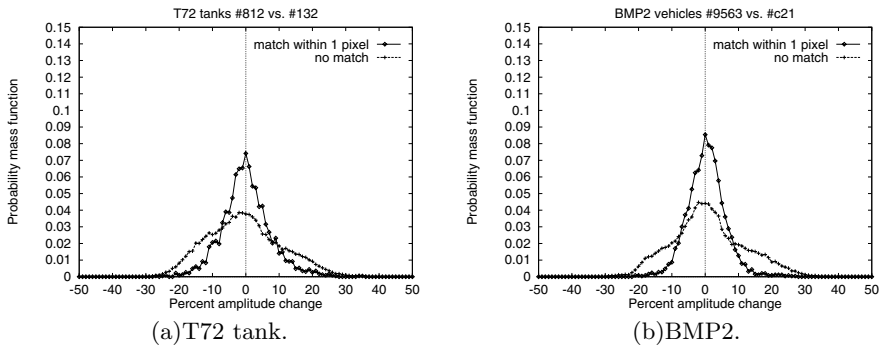 T72 tanks #812 vs. #132
0.15
0.14
0.13
0.12
0.11
0.1
0.09
0.08
0.07
0.06
0.05
0.04
0.03
0.02
0.01
0
Probability mass function
match within 1 pixel
no match
-50 -40 -30 -20 -10 0 10 20 30 40 50
Percent amplitude change
(a)T72 tank.
BMP2 vehicles #9563 vs. #c21
0.15
0.14
0.13
0.12
0.11
0.1
0.09
0.08
0.07
0.06
0.05
0.04
0.03
0.02
0.01
0
Probability mass function
match within 1 pixel
no match
-50 -40 -30 -20 -10 0 10 20 30 40 50
Percent amplitude change
(b)BMP2.